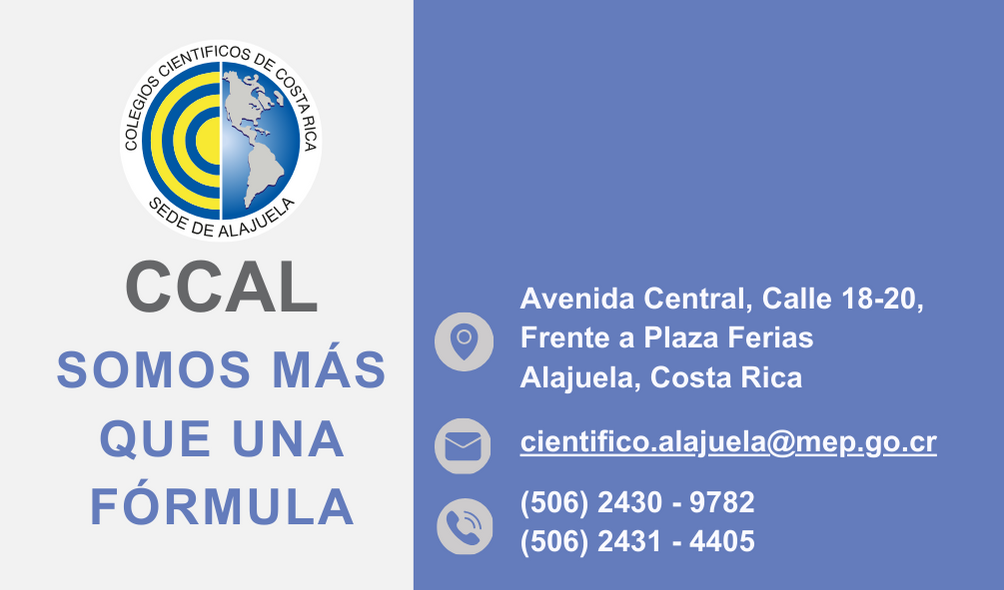 COLEGIOS CIENTIFICOS DE COSTA RICA
SEDE DE ALAJUELA
CCAL
SOMOS MÁS
QUE UNA
FÓRMULA
Avenida Central, Calle 18-20,
Frente a Plaza Ferias
Alajuela, Costa Rica
cientifico.alajuela@mep.go.cr
(506) 2430 - 9782
(506) 2431 - 4405